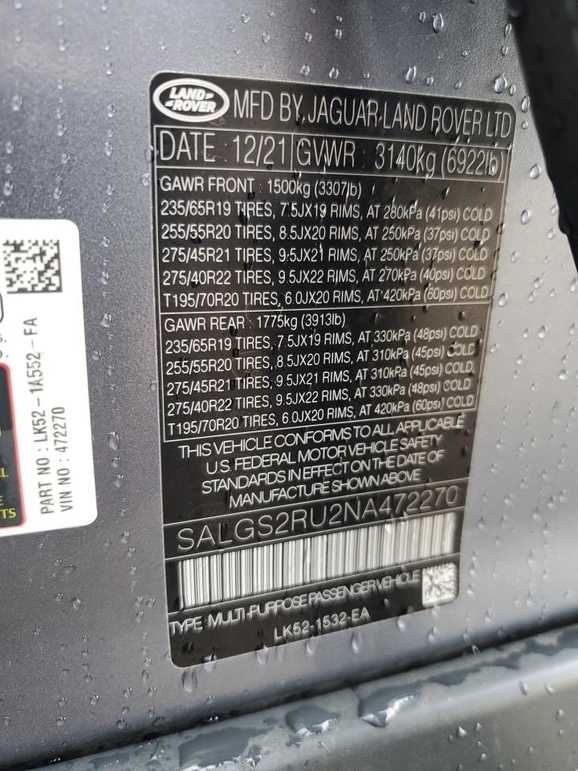 LAND ROVER
MFD BY JAGUAR LAND ROVER LTD
DATE 12/21 GVWR 3140kg (6922lb)
GAWR FRONT : 1500kg (3307lb)
235/65R19 TIRES, 7.5JX19 RIMS, AT 280kPa (41psi) COLD
255/55R20 TIRES, 8.5JX20 RIMS, AT 250kPa (37psi) COLD
275/45R21 TIRES, 9.5JX21 RIMS, AT 250kPa (37psi) COLD
275/40R22 TIRES, 9.5JX22 RIMS, AT 270kPa (40psi) COLD
T195/70R20 TIRES, 6.0JX20 RIMS, AT 420kPa (60psi) COLD
GAWR REAR : 1775kg (3913lb)
235/65R19 TIRES, 7.5JX19 RIMS, AT 330kPa (48psi) COLD
255/55R20 TIRES, 8.5JX20 RIMS, AT 310kPa (45psi) COLD
275/45R21 TIRES, 9.5JX21 RIMS, AT 310kPa (45psi) COLD
275/40R22 TIRES, 9.5JX22 RIMS, AT 330kPa (48psi) COLD
T195/70R20 TIRES, 6.0JX20 RIMS, AT 420kPa (60psi) COLD
THIS VEHICLE CONFORMS TO ALL APPLICABLE
U.S. FEDERAL MOTOR VEHICLE SAFETY
STANDARDS IN EFFECT ON THE DATE OF
MANUFACTURE SHOWN ABOVE
SALGS2RU2NA472270
TYPE: MULTI-PURPOSE PASSENGER VEHICLE
LK52-1532-EA
PART NO : LK52-1A552-FA
VIN NO : 472270